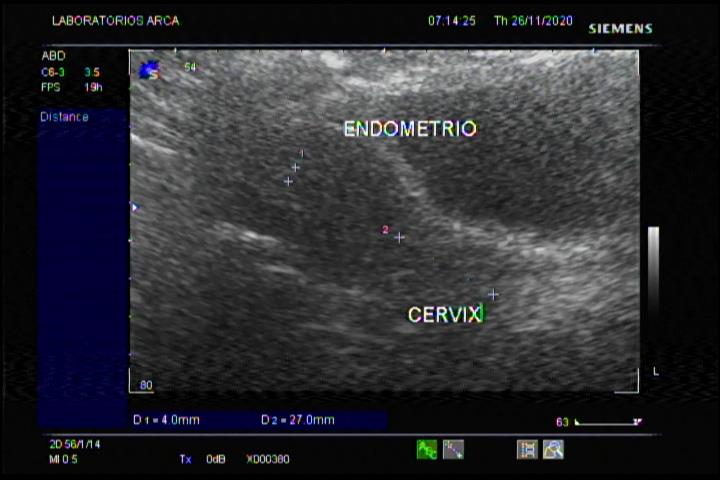 LABORATORIOS ARCA
07:14:25 Th 26/11/2020
SIEMENS
ABD
C6-3 3.5
FPS 19h
Distance
54
ENDOMETRIO
1
2
CERVIX
80
D1 = 4.0mm D2 = 27.0mm
63
L
2D 56/1/14
MI 0.5 Tx 0dB XD00380
ABC